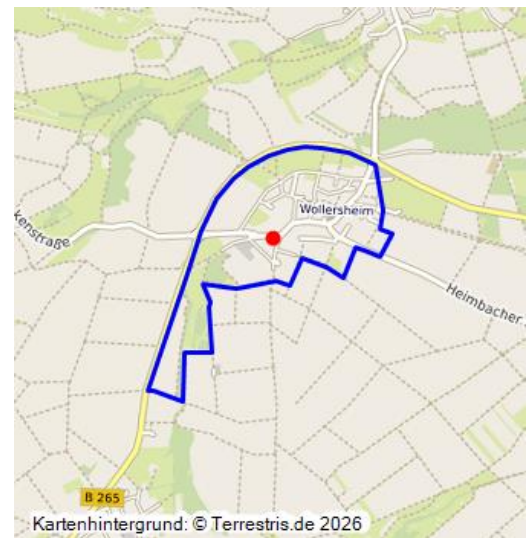 Wollersheim
kenstraße
Heimbacher.
B 265
Kartenhintergrund: © Terrestris.de 2026